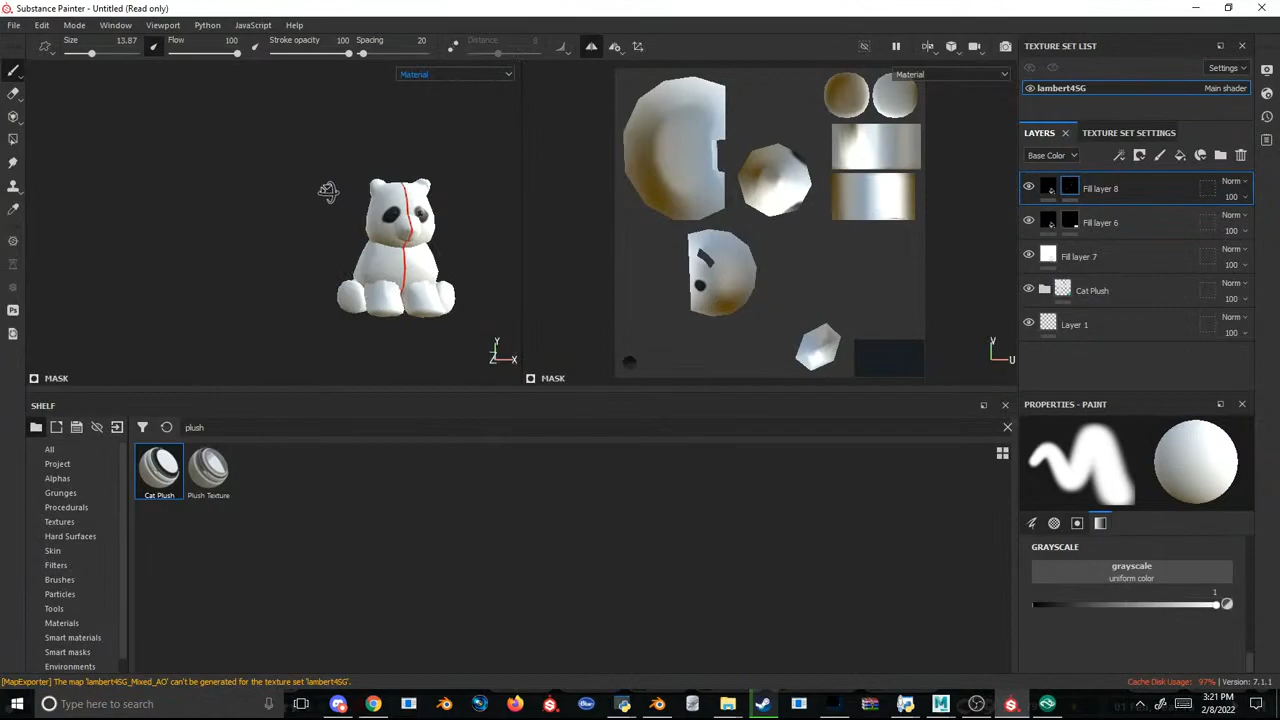 Substance Painter - Untitled (Read only)
File Edit Mode Window Viewport Python JavaScript Help
Size 13.87 Flow 100 Stroke opacity 100 Spacing 20 Distance 8
Material
Material
MASK
MASK
TEXTURE SET LIST
Settings
lambert4SG Main shader
LAYERS TEXTURE SET SETTINGS
Base Color
Fill layer 8 Norm 100
Fill layer 6 Norm 100
Fill layer 7 Norm 100
Cat Plush Norm 100
Layer 1 Norm 100
SHELF
plush
All
Project
Alphas
Grunges
Procedurals
Textures
Hard Surfaces
Skin
Filters
Brushes
Particles
Tools
Materials
Smart materials
Smart masks
Environments
Cat Plush Plush Texture
PROPERTIES - PAINT
GRAYSCALE
grayscale
uniform color
1
[MapExporter] The map 'lambert4SG_Mixed_AO' can't be generated for the texture set 'lambert4SG'.
Cache Disk Usage: 97% | Version: 7.1.1
Type here to search
3:21 PM
2/8/2022